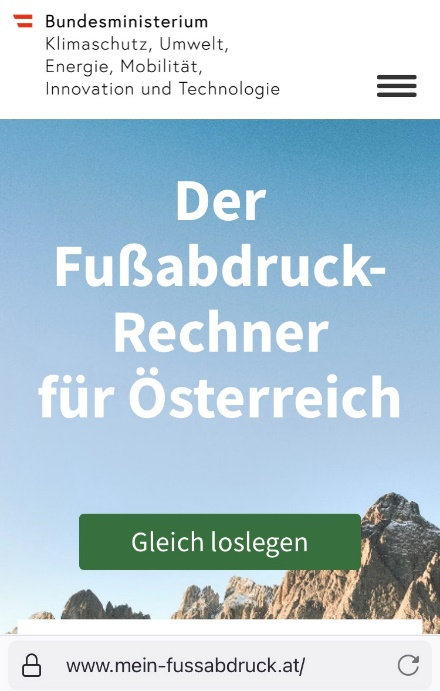 Bundesministerium
Klimaschutz, Umwelt,
Energie, Mobilität,
Innovation und Technologie
Der
Fußabdruck-
Rechner
für Österreich
Gleich loslegen
www.mein-fussabdruck.at/